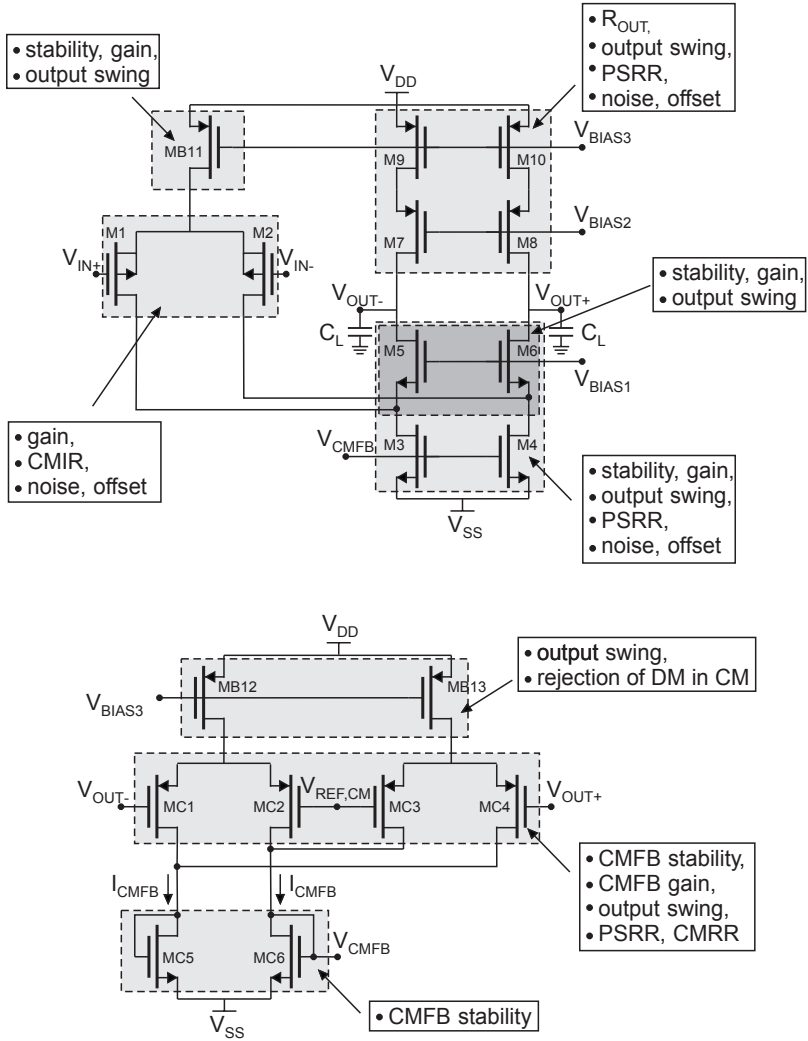 • R_OUT,
• output swing,
• PSRR,
• noise, offset
• stability, gain,
• output swing
V_DD
MB11
M9
M10
V_BIAS3
M7
M8
V_BIAS2
M1
M2
V_IN+
V_IN-
• stability, gain,
• output swing
V_OUT-
V_OUT+
C_L
C_L
M5
M6
V_BIAS1
• gain,
• CMIR,
• noise, offset
V_CMFB
M3
M4
• stability, gain,
• output swing,
• PSRR,
• noise, offset
V_SS
V_DD
• output swing,
• rejection of DM in CM
MB12
MB13
V_BIAS3
V_OUT-
MC1
MC2
V_REF,CM
MC3
MC4
V_OUT+
• CMFB stability,
• CMFB gain,
• output swing,
• PSRR, CMRR
I_CMFB
I_CMFB
MC5
MC6
V_CMFB
• CMFB stability
V_SS